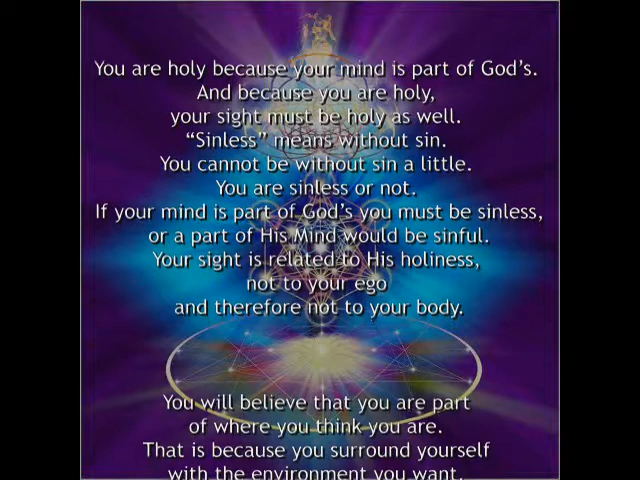 You are holy because your mind is part of God's.
And because you are holy,
your sight must be holy as well.
“Sinless” means without sin.
You cannot be without sin a little.
You are sinless or not.
If your mind is part of God's you must be sinless,
or a part of His Mind would be sinful.
Your sight is related to His holiness,
not to your ego
and therefore not to your body.
You will believe that you are part
of where you think you are.
That is because you surround yourself
with the environment you want.